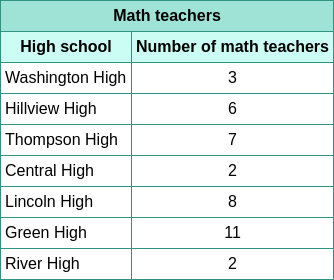 Math teachers
High school Number of math teachers
Washington High 3
Hillview High 6
Thompson High 7
Central High 2
Lincoln High 8
Green High 11
River High 2